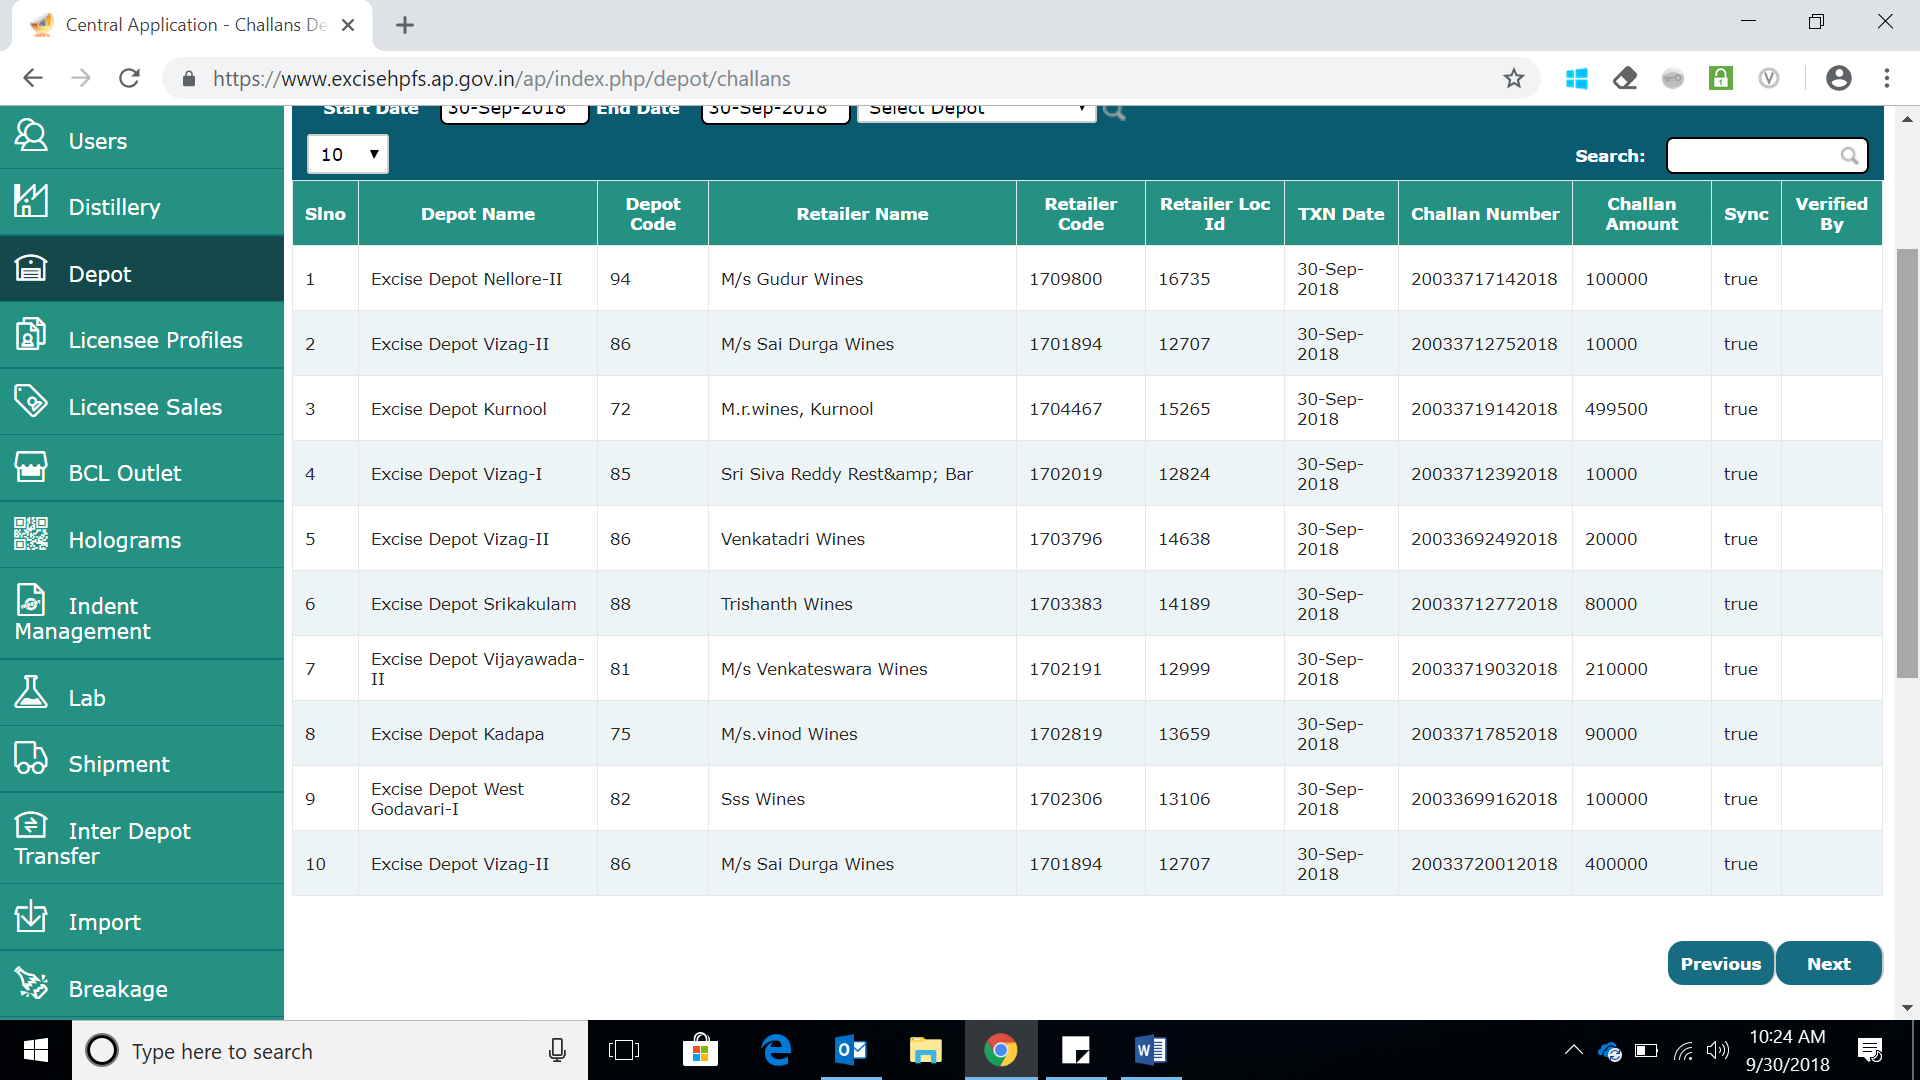 Central Application - Challans De
https://www.excisehpfs.ap.gov.in/ap/index.php/depot/challans
Start Date 30-Sep-2018 End Date 30-Sep-2018 Select Depot
10
Search:
Users
Distillery
Depot
Licensee Profiles
Licensee Sales
BCL Outlet
Holograms
Indent
Management
Lab
Shipment
Inter Depot
Transfer
Import
Breakage
Slno Depot Name Depot Code Retailer Name Retailer Code Retailer Loc Id TXN Date Challan Number Challan Amount Sync Verified By
1 Excise Depot Nellore-II 94 M/s Gudur Wines 1709800 16735 30-Sep-2018 20033717142018 100000 true
2 Excise Depot Vizag-II 86 M/s Sai Durga Wines 1701894 12707 30-Sep-2018 20033712752018 10000 true
3 Excise Depot Kurnool 72 M.r.wines, Kurnool 1704467 15265 30-Sep-2018 20033719142018 499500 true
4 Excise Depot Vizag-I 85 Sri Siva Reddy Rest&amp; Bar 1702019 12824 30-Sep-2018 20033712392018 10000 true
5 Excise Depot Vizag-II 86 Venkatadri Wines 1703796 14638 30-Sep-2018 20033692492018 20000 true
6 Excise Depot Srikakulam 88 Trishanth Wines 1703383 14189 30-Sep-2018 20033712772018 80000 true
7 Excise Depot Vijayawada-II 81 M/s Venkateswara Wines 1702191 12999 30-Sep-2018 20033719032018 210000 true
8 Excise Depot Kadapa 75 M/s.vinod Wines 1702819 13659 30-Sep-2018 20033717852018 90000 true
9 Excise Depot West Godavari-I 82 Sss Wines 1702306 13106 30-Sep-2018 20033699162018 100000 true
10 Excise Depot Vizag-II 86 M/s Sai Durga Wines 1701894 12707 30-Sep-2018 20033720012018 400000 true
Previous Next
Type here to search
10:24 AM
9/30/2018